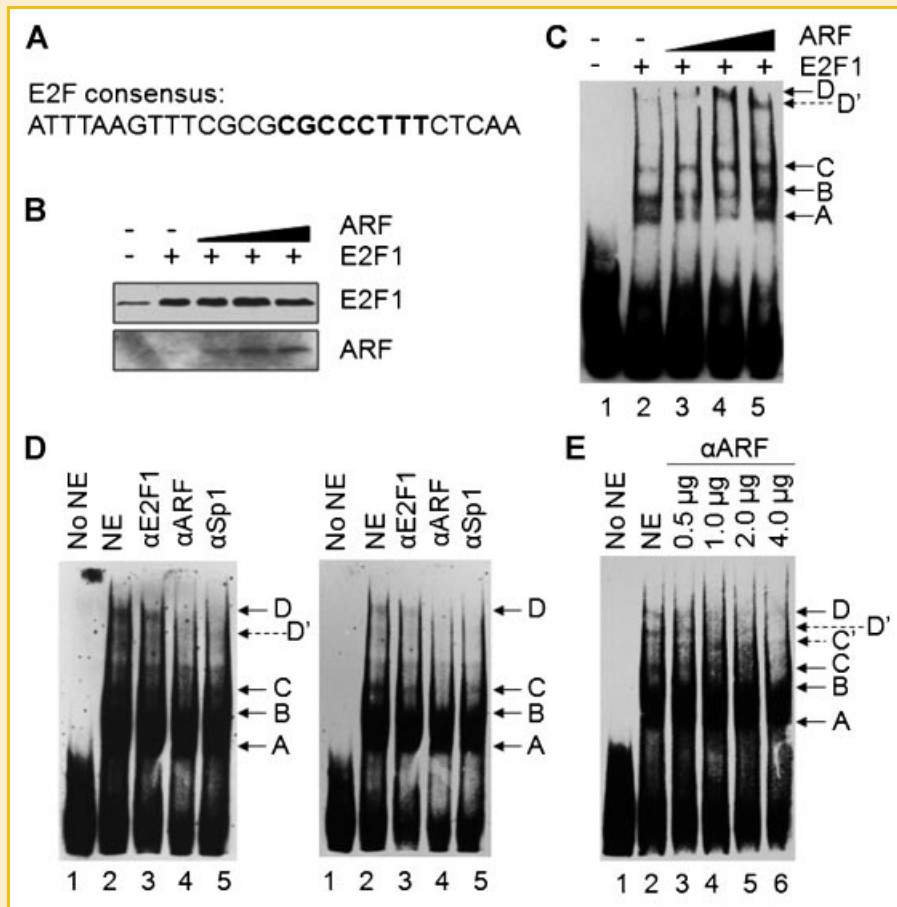 A
E2F consensus:
ATTTAAGTTTCGCGCGCCCTTTCTCAA
B
- - ARF
- + + + + E2F1
E2F1
ARF
C
- - ARF
- + + + + E2F1
D
D'
C
B
A
1 2 3 4 5
D
No NE NE αE2F1 αARF αSp1
D
D'
C
B
A
1 2 3 4 5
No NE NE αE2F1 αARF αSp1
D
C
B
A
1 2 3 4 5
E
αARF
No NE NE 0.5 µg 1.0 µg 2.0 µg 4.0 µg
D
D'
C'
C
B
A
1 2 3 4 5 6